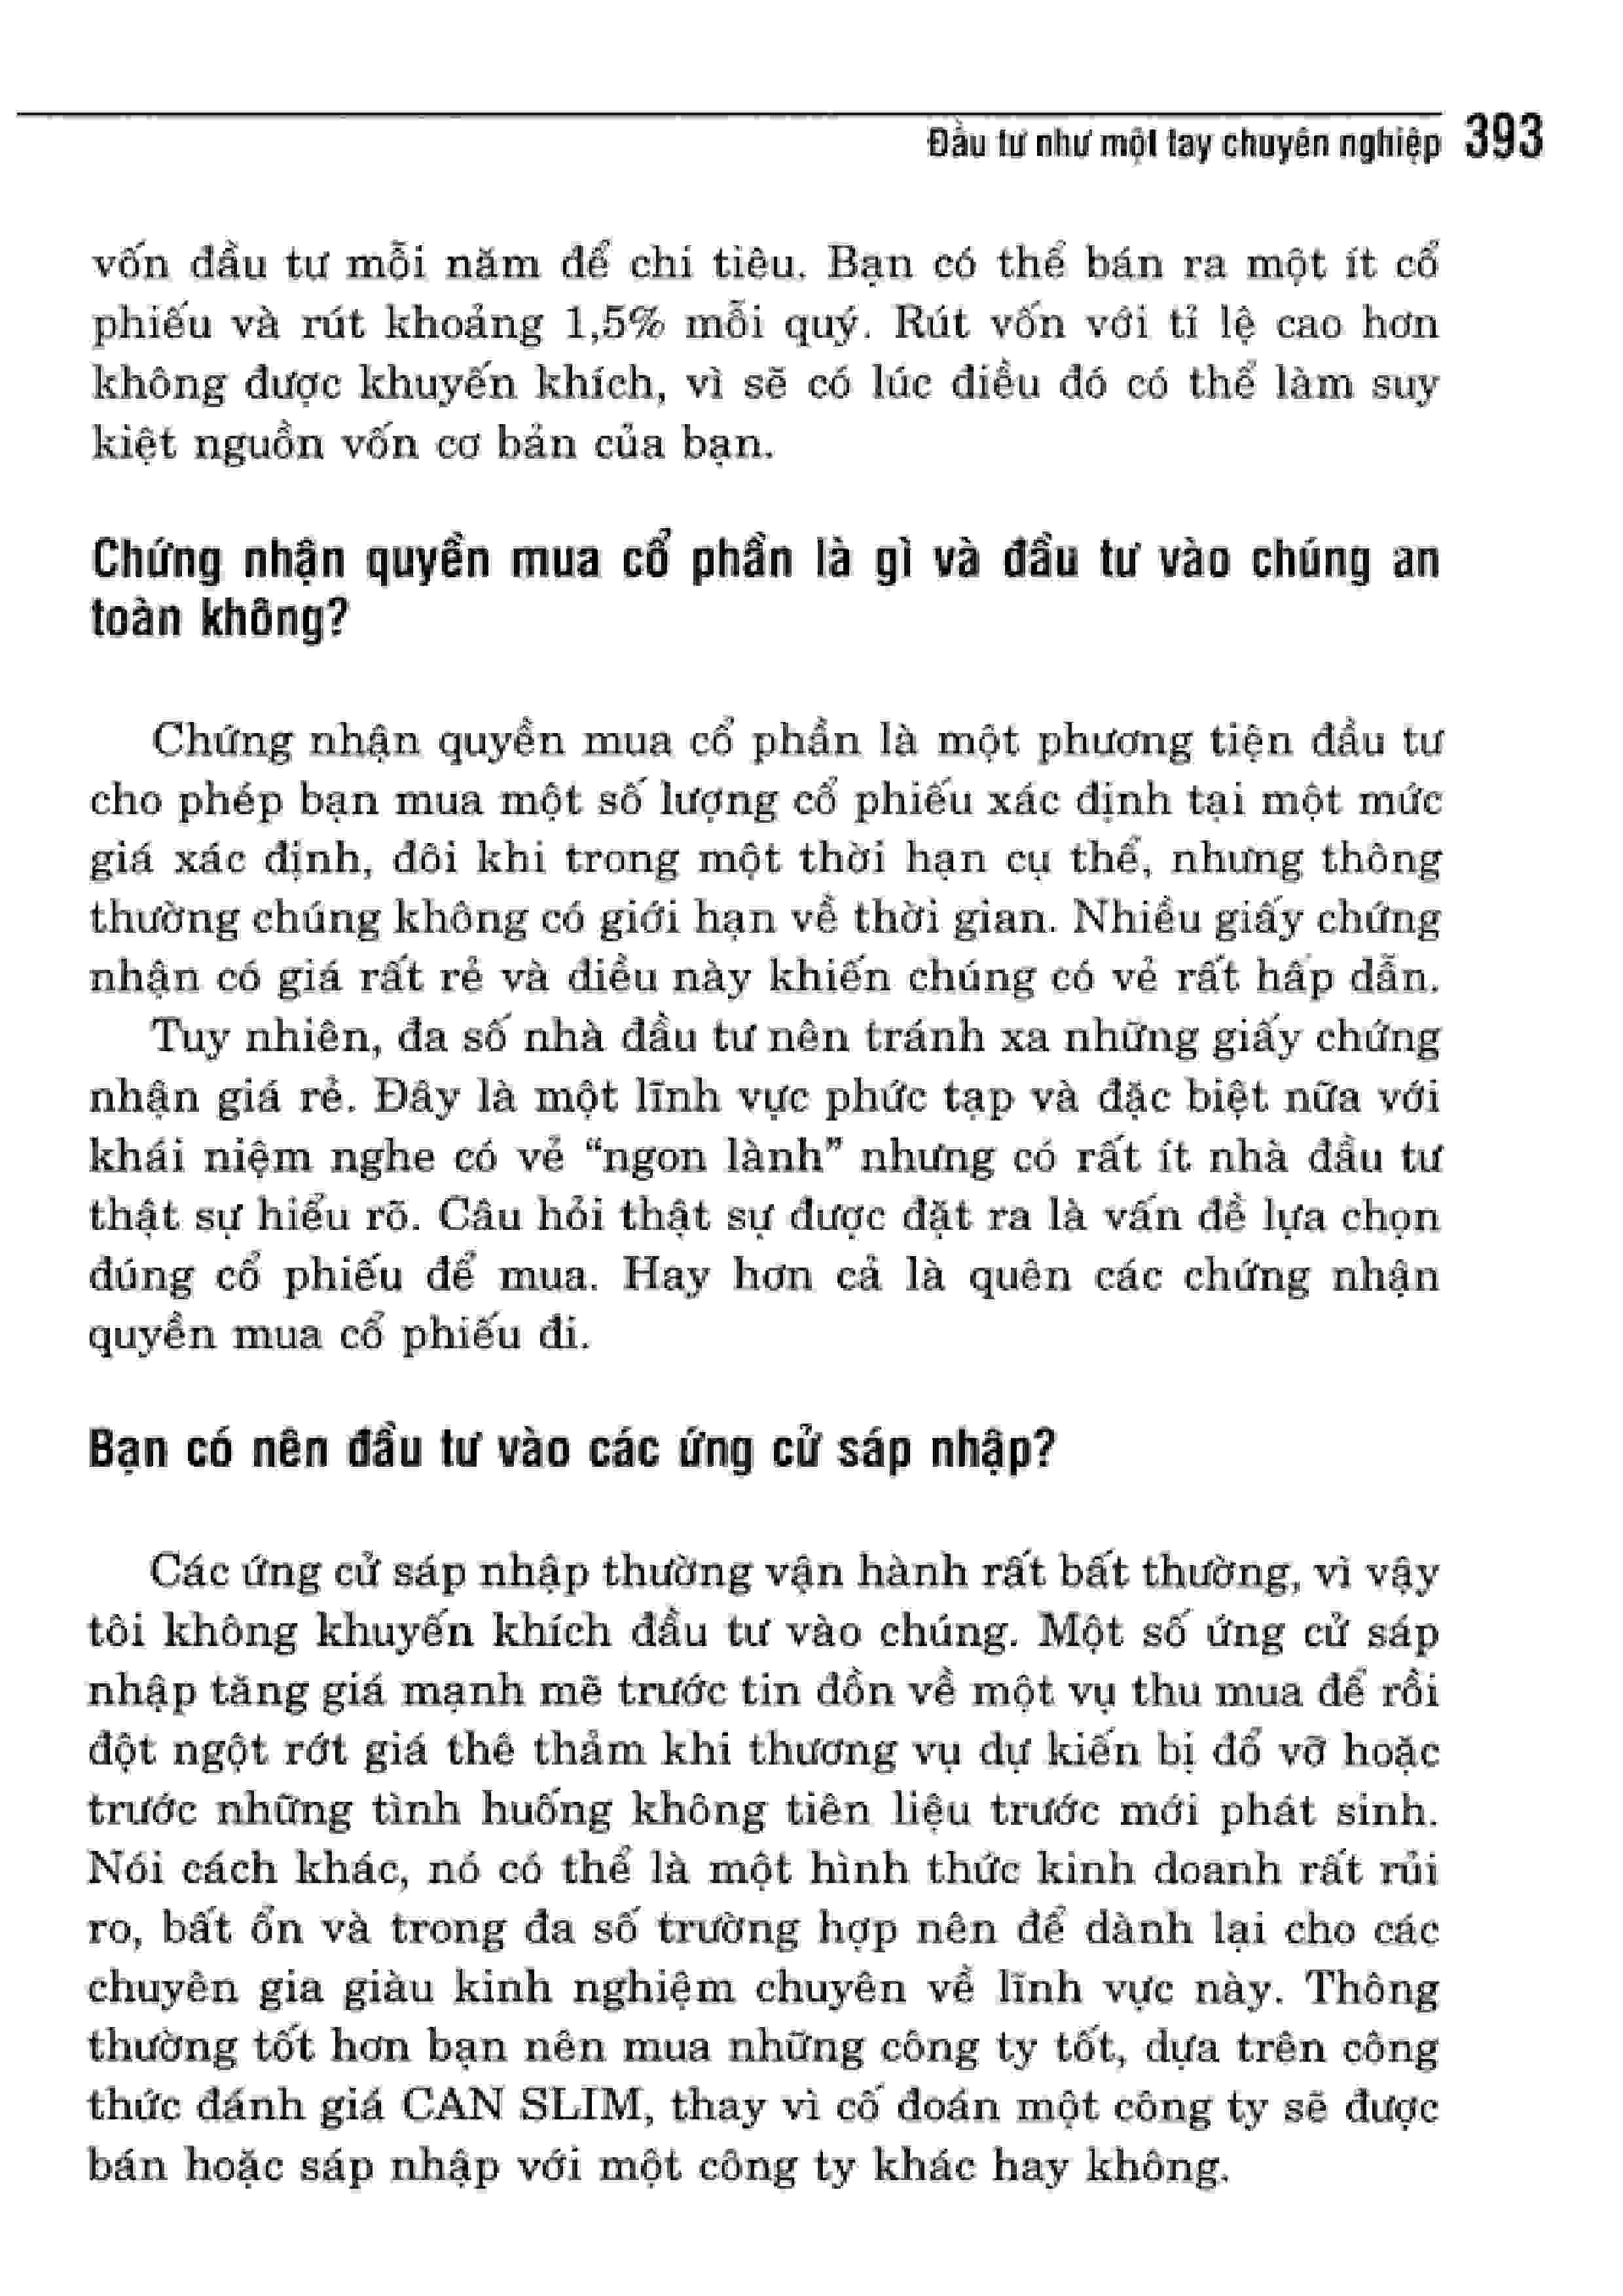 Đầu tư như một tay chuyên nghiệp 393
vốn đầu tư mỗi năm để chi tiêu. Bạn có thể bán ra một ít cổ
phiếu và rút khoảng 1,5% mỗi quý. Rút vốn với tỉ lệ cao hơn
không được khuyến khích, vì sẽ có lúc điều đó có thể làm suy
kiệt nguồn vốn cơ bản của bạn.
Chứng nhận quyền mua cổ phần là gì và đầu tư vào chúng an
toàn không?
Chứng nhận quyền mua cổ phần là một phương tiện đầu tư
cho phép bạn mua một số lượng cổ phiếu xác định tại một mức
giá xác định, đôi khi trong một thời hạn cụ thể, nhưng thông
thường chúng không có giới hạn về thời gian. Nhiều giấy chứng
nhận có giá rất rẻ và điều này khiến chúng có vẻ rất hấp dẫn.
Tuy nhiên, đa số nhà đầu tư nên tránh xa những giấy chứng
nhận giá rẻ. Đây là một lĩnh vực phức tạp và đặc biệt nữa với
khái niệm nghe có vẻ “ngon lành” nhưng có rất ít nhà đầu tư
thật sự hiểu rõ. Câu hỏi thật sự được đặt ra là vấn đề lựa chọn
đúng cổ phiếu để mua. Hay hơn cả là quên các chứng nhận
quyền mua cổ phiếu đi.
Bạn có nên đầu tư vào các ứng cử sáp nhập?
Các ứng cử sáp nhập thường vận hành rất bất thường, vì vậy
tôi không khuyến khích đầu tư vào chúng. Một số ứng cử sáp
nhập tăng giá mạnh mẽ trước tin đồn về một vụ thu mua để rồi
đột ngột rớt giá thê thảm khi thương vụ dự kiến bị đổ vỡ hoặc
trước những tình huống không tiên liệu trước mới phát sinh.
Nói cách khác, nó có thể là một hình thức kinh doanh rất rủi
ro, bất ổn và trong đa số trường hợp nên để dành lại cho các
chuyên gia giàu kinh nghiệm chuyên về lĩnh vực này. Thông
thường tốt hơn bạn nên mua những công ty tốt, dựa trên công
thức đánh giá CAN SLIM, thay vì cố đoán một công ty sẽ được
bán hoặc sáp nhập với một công ty khác hay không.